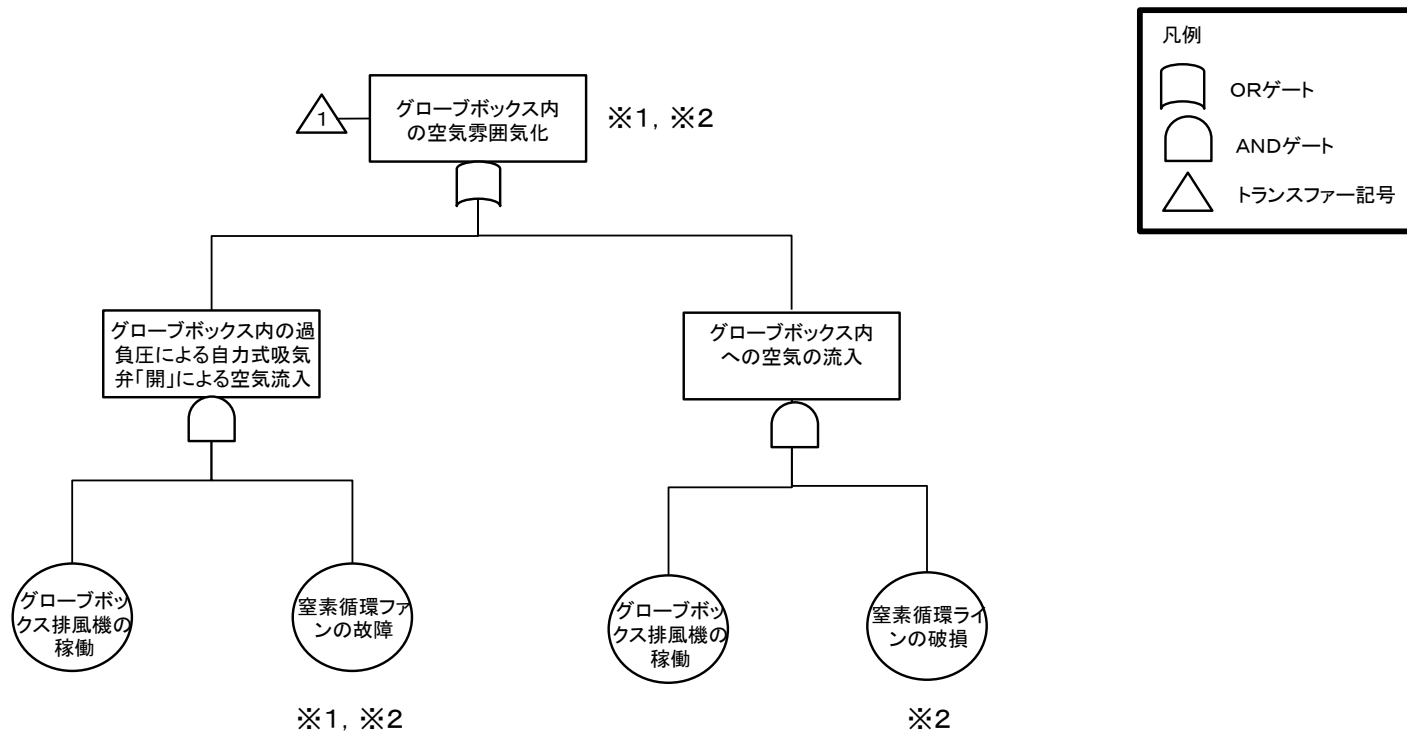 凡例
ORゲート
ANDゲート
トランスファー記号
1
グローブボックス内
の空気雰囲気化
※1，※2
グローブボックス内の過
負圧による自力式吸気
弁「開」による空気流入
グローブボックス内
への空気の流入
グローブボッ
クス排風機の
稼働
窒素循環ファ
ンの故障
グローブボッ
クス排風機の
稼働
窒素循環ライ
ンの破損
※1，※2
※2